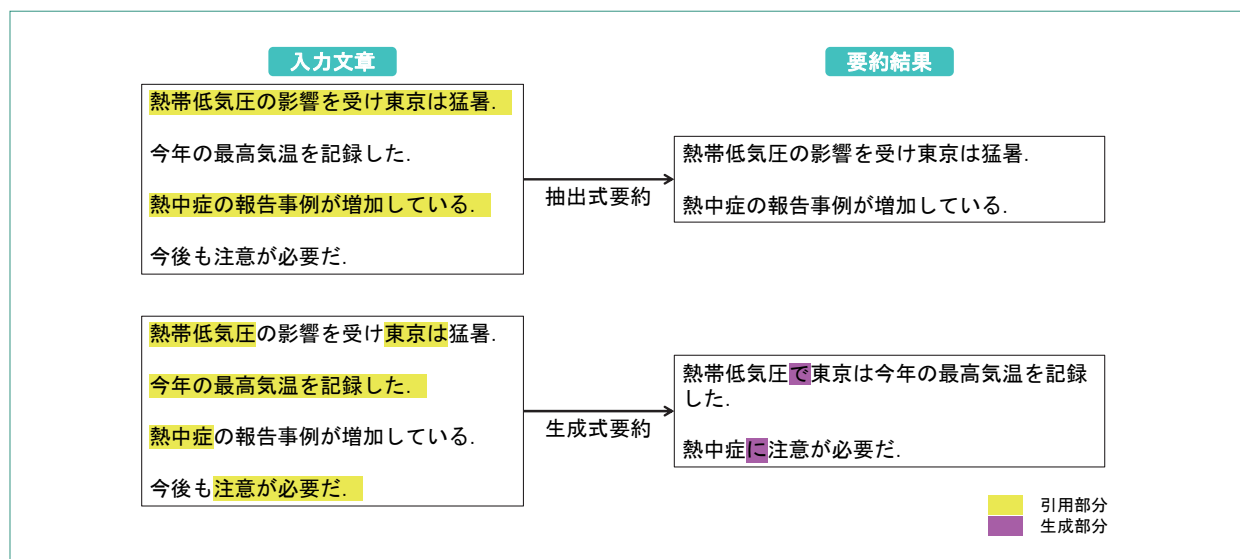 入力文章
要約結果
熱帯低気圧の影響を受け東京は猛暑.
今年の最高気温を記録した.
熱中症の報告事例が増加している.
今後も注意が必要だ.
抽出式要約
熱帯低気圧の影響を受け東京は猛暑.
熱中症の報告事例が増加している.
熱帯低気圧の影響を受け東京は猛暑.
今年の最高気温を記録した.
熱中症の報告事例が増加している.
今後も注意が必要だ.
生成式要約
熱帯低気圧で東京は今年の最高気温を記録
した.
熱中症に注意が必要だ.
引用部分
生成部分